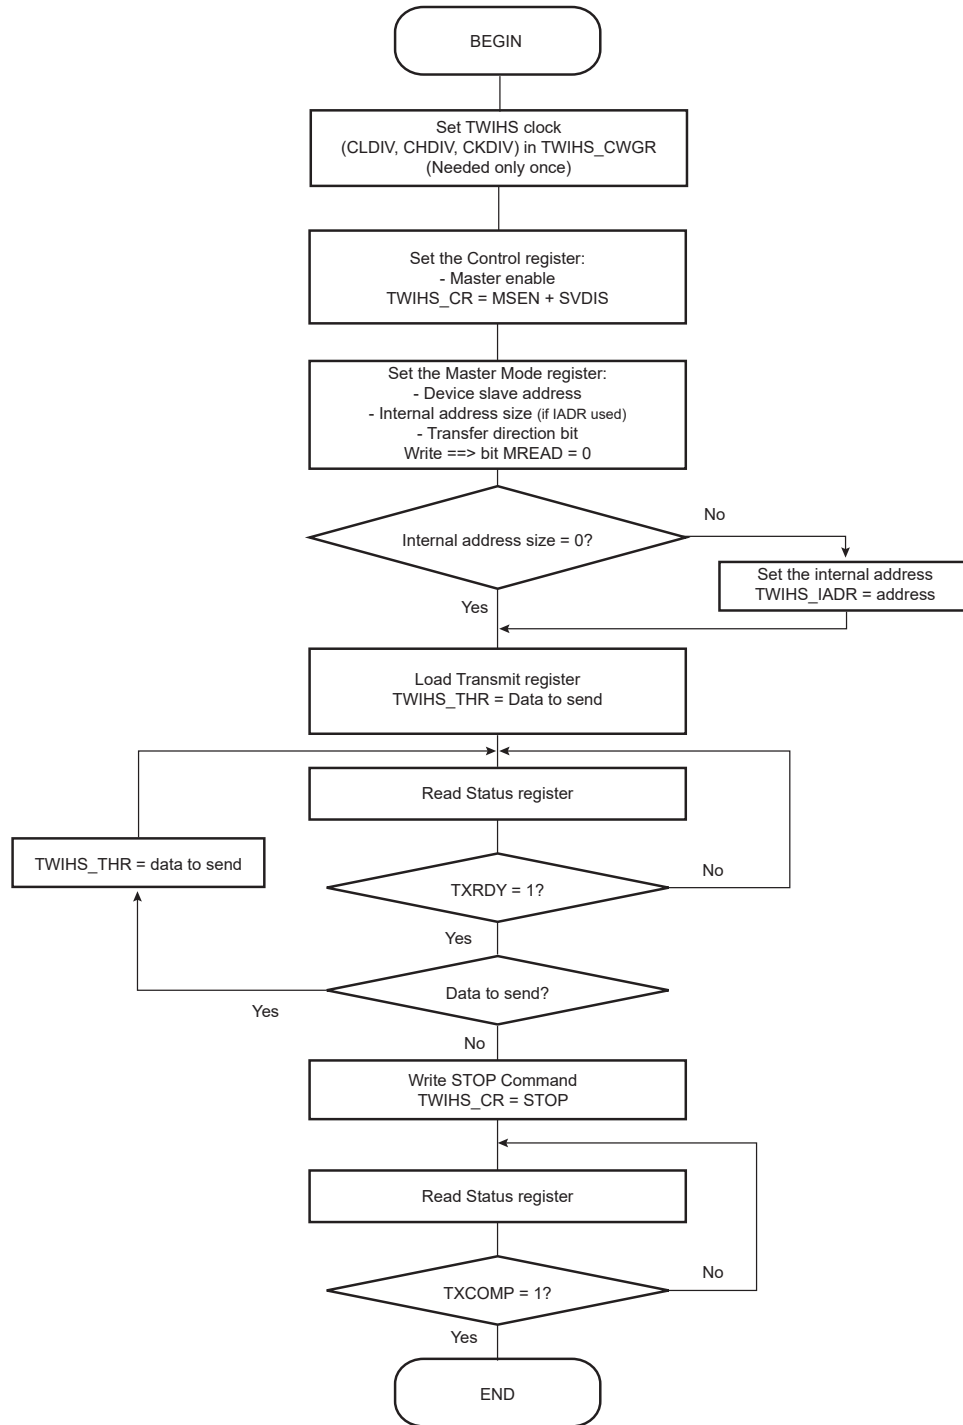 BEGIN
Set TWIHS clock
(CLDIV, CHDIV, CKDIV) in TWIHS_CWGR
(Needed only once)
Set the Control register:
- Master enable
TWIHS_CR = MSEN + SVDIS
Set the Master Mode register:
- Device slave address
- Internal address size (if IADR used)
- Transfer direction bit
Write ==> bit MREAD = 0
Internal address size = 0?
No
Set the internal address
TWIHS_IADR = address
Yes
Load Transmit register
TWIHS_THR = Data to send
Read Status register
TWIHS_THR = data to send
TXRDY = 1?
No
Yes
Data to send?
Yes
No
Write STOP Command
TWIHS_CR = STOP
Read Status register
TXCOMP = 1?
No
Yes
END